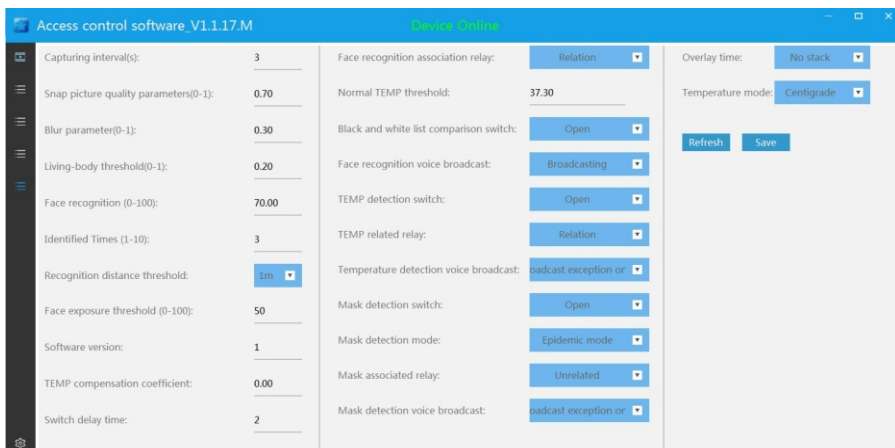 Access control software_V1.1.17.M
Device Online
Capturing interval(s): 3
Snap picture quality parameters(0-1): 0.70
Blur parameter(0-1): 0.30
Living-body threshold(0-1): 0.20
Face recognition (0-100): 70.00
Identified Times (1-10): 3
Recognition distance threshold: 1m
Face exposure threshold (0-100): 50
Software version: 1
TEMP compensation coefficient: 0.00
Switch delay time: 2
Face recognition association relay: Relation
Normal TEMP threshold: 37.30
Black and white list comparison switch: Open
Face recognition voice broadcast: Broadcasting
TEMP detection switch: Open
TEMP related relay: Relation
Temperature detection voice broadcast: oadcast exception or
Mask detection switch: Open
Mask detection mode: Epidemic mode
Mask associated relay: Unrelated
Mask detection voice broadcast: oadcast exception or
Overlay time: No stack
Temperature mode: Centigrade
Refresh Save